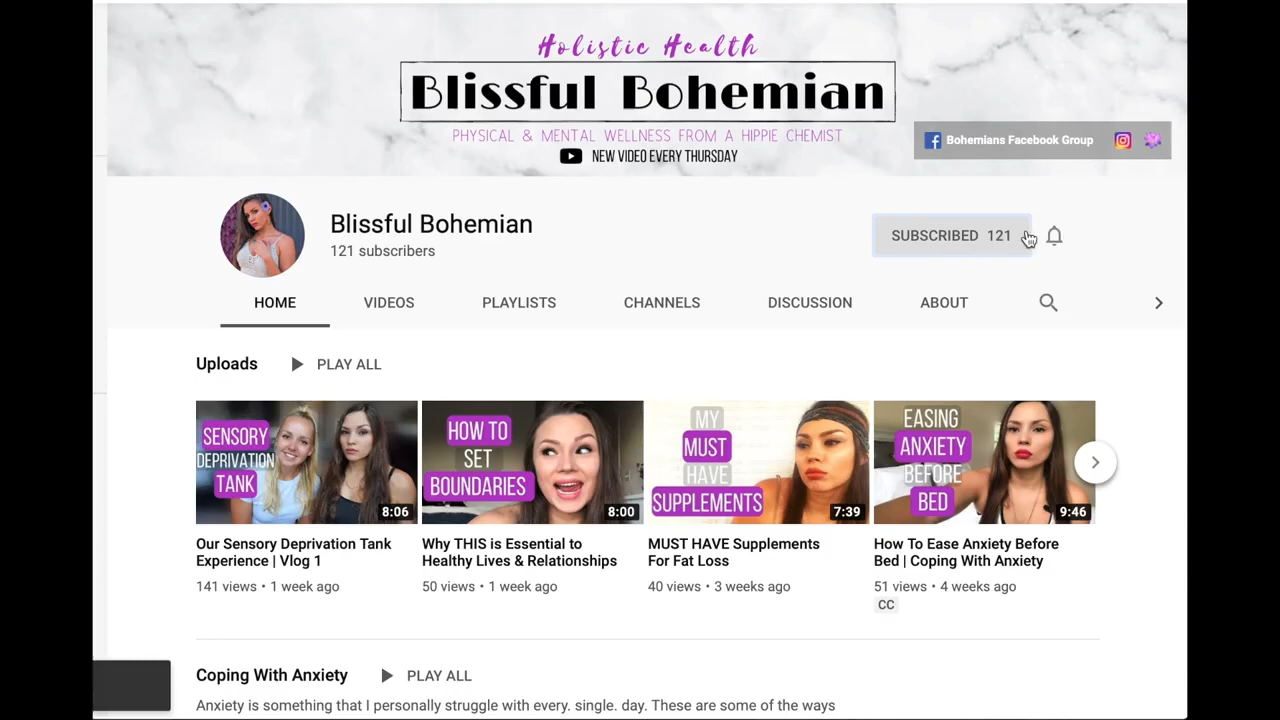 Holistic Health
Blissful Bohemian
PHYSICAL & MENTAL WELLNESS FROM A HIPPIE CHEMIST
NEW VIDEO EVERY THURSDAY
Bohemians Facebook Group
Blissful Bohemian
121 subscribers
SUBSCRIBED 121
HOME VIDEOS PLAYLISTS CHANNELS DISCUSSION ABOUT
Uploads PLAY ALL
SENSORY
DEPRIVATION
TANK
8:06
HOW TO
SET
BOUNDARIES
8:00
MY
MUST
HAVE
SUPPLEMENTS
7:39
EASING
ANXIETY
BEFORE
BED
9:46
Our Sensory Deprivation Tank
Experience | Vlog 1
141 views • 1 week ago
Why THIS is Essential to
Healthy Lives & Relationships
50 views • 1 week ago
MUST HAVE Supplements
For Fat Loss
40 views • 3 weeks ago
How To Ease Anxiety Before
Bed | Coping With Anxiety
51 views • 4 weeks ago
CC
Coping With Anxiety PLAY ALL
Anxiety is something that I personally struggle with every. single. day. These are some of the ways